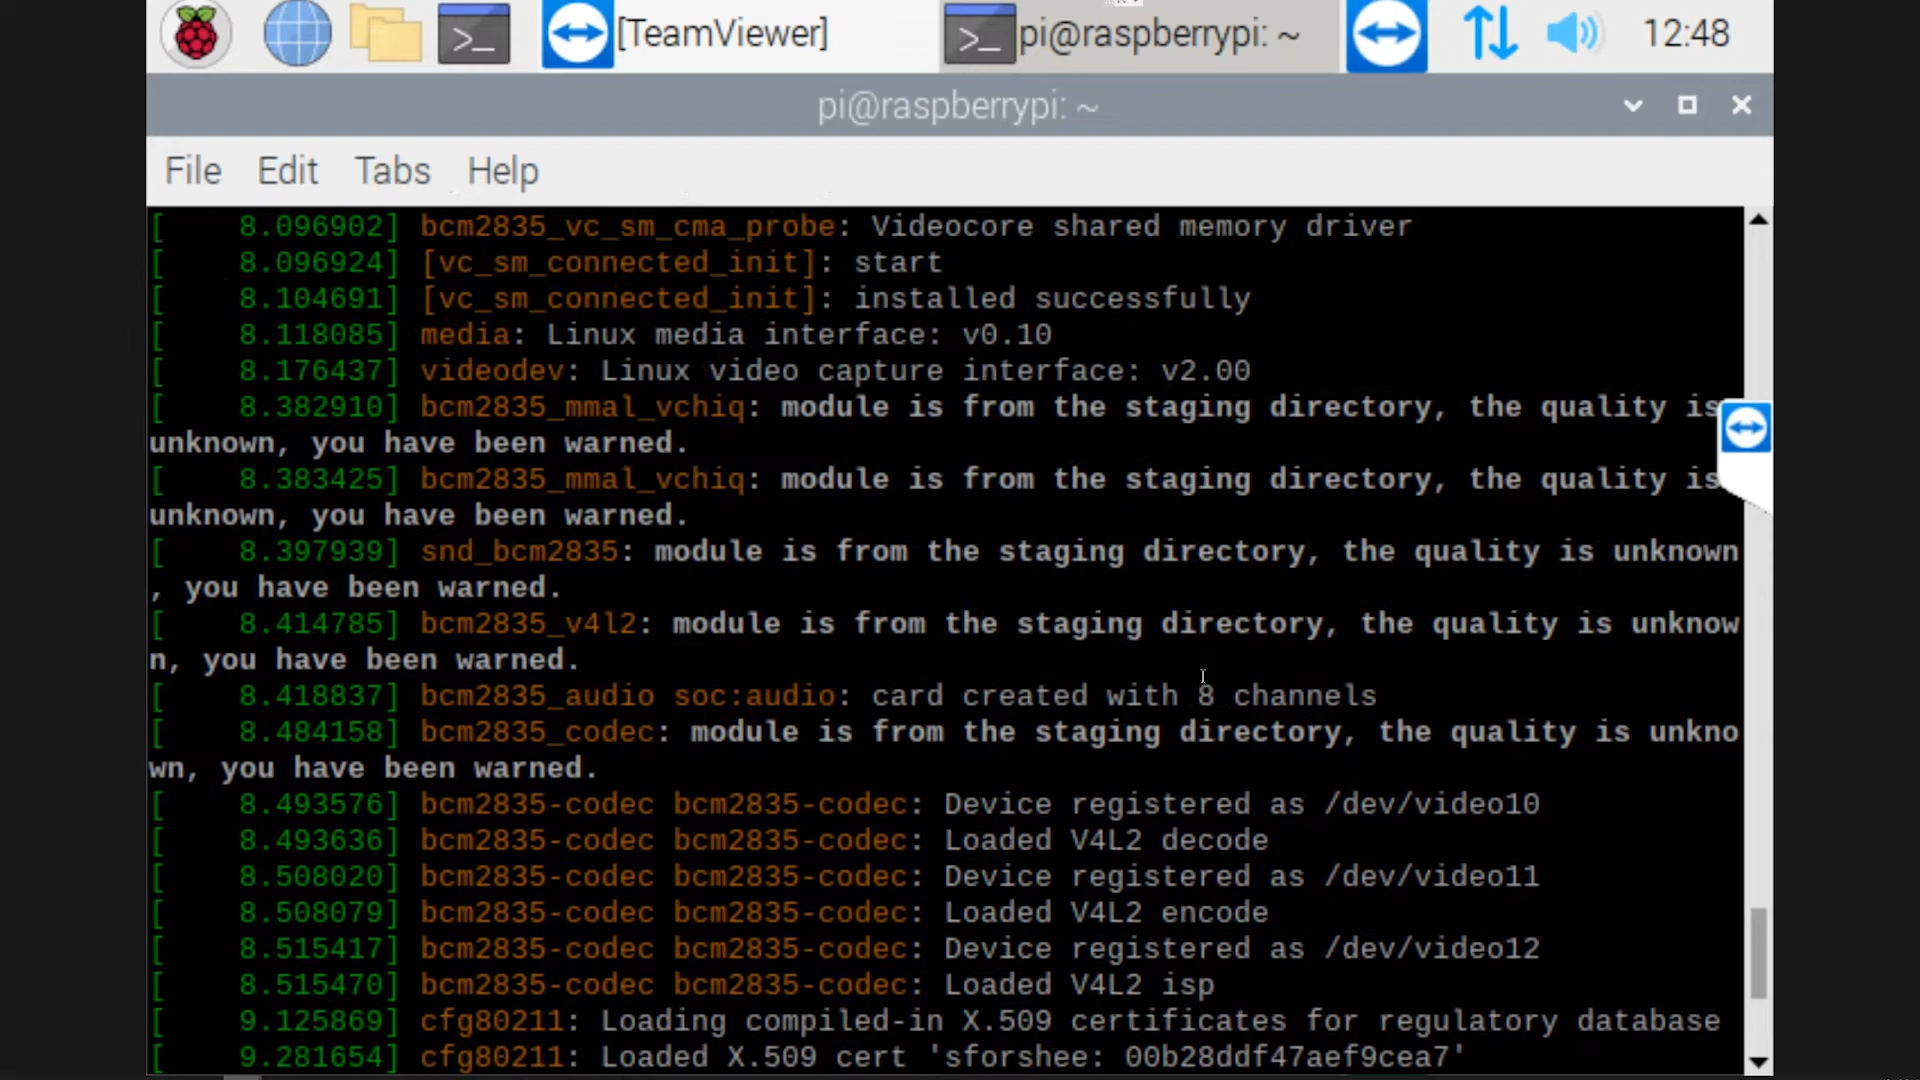 [TeamViewer] pi@raspberrypi: ~ 12:48
pi@raspberrypi: ~
File Edit Tabs Help
[    8.096902] bcm2835_vc_sm_cma_probe: Videocore shared memory driver
[    8.096924] [vc_sm_connected_init]: start
[    8.104691] [vc_sm_connected_init]: installed successfully
[    8.118085] media: Linux media interface: v0.10
[    8.176437] videodev: Linux video capture interface: v2.00
[    8.382910] bcm2835_mmal_vchiq: module is from the staging directory, the quality is
unknown, you have been warned.
[    8.383425] bcm2835_mmal_vchiq: module is from the staging directory, the quality is
unknown, you have been warned.
[    8.397939] snd_bcm2835: module is from the staging directory, the quality is unknown
, you have been warned.
[    8.414785] bcm2835_v4l2: module is from the staging directory, the quality is unknow
n, you have been warned.
[    8.418837] bcm2835_audio soc:audio: card created with 8 channels
[    8.484158] bcm2835_codec: module is from the staging directory, the quality is unkno
wn, you have been warned.
[    8.493576] bcm2835-codec bcm2835-codec: Device registered as /dev/video10
[    8.493636] bcm2835-codec bcm2835-codec: Loaded V4L2 decode
[    8.508020] bcm2835-codec bcm2835-codec: Device registered as /dev/video11
[    8.508079] bcm2835-codec bcm2835-codec: Loaded V4L2 encode
[    8.515417] bcm2835-codec bcm2835-codec: Device registered as /dev/video12
[    8.515470] bcm2835-codec bcm2835-codec: Loaded V4L2 isp
[    9.125869] cfg80211: Loading compiled-in X.509 certificates for regulatory database
[    9.281654] cfg80211: Loaded X.509 cert 'sforshee: 00b28ddf47aef9cea7'